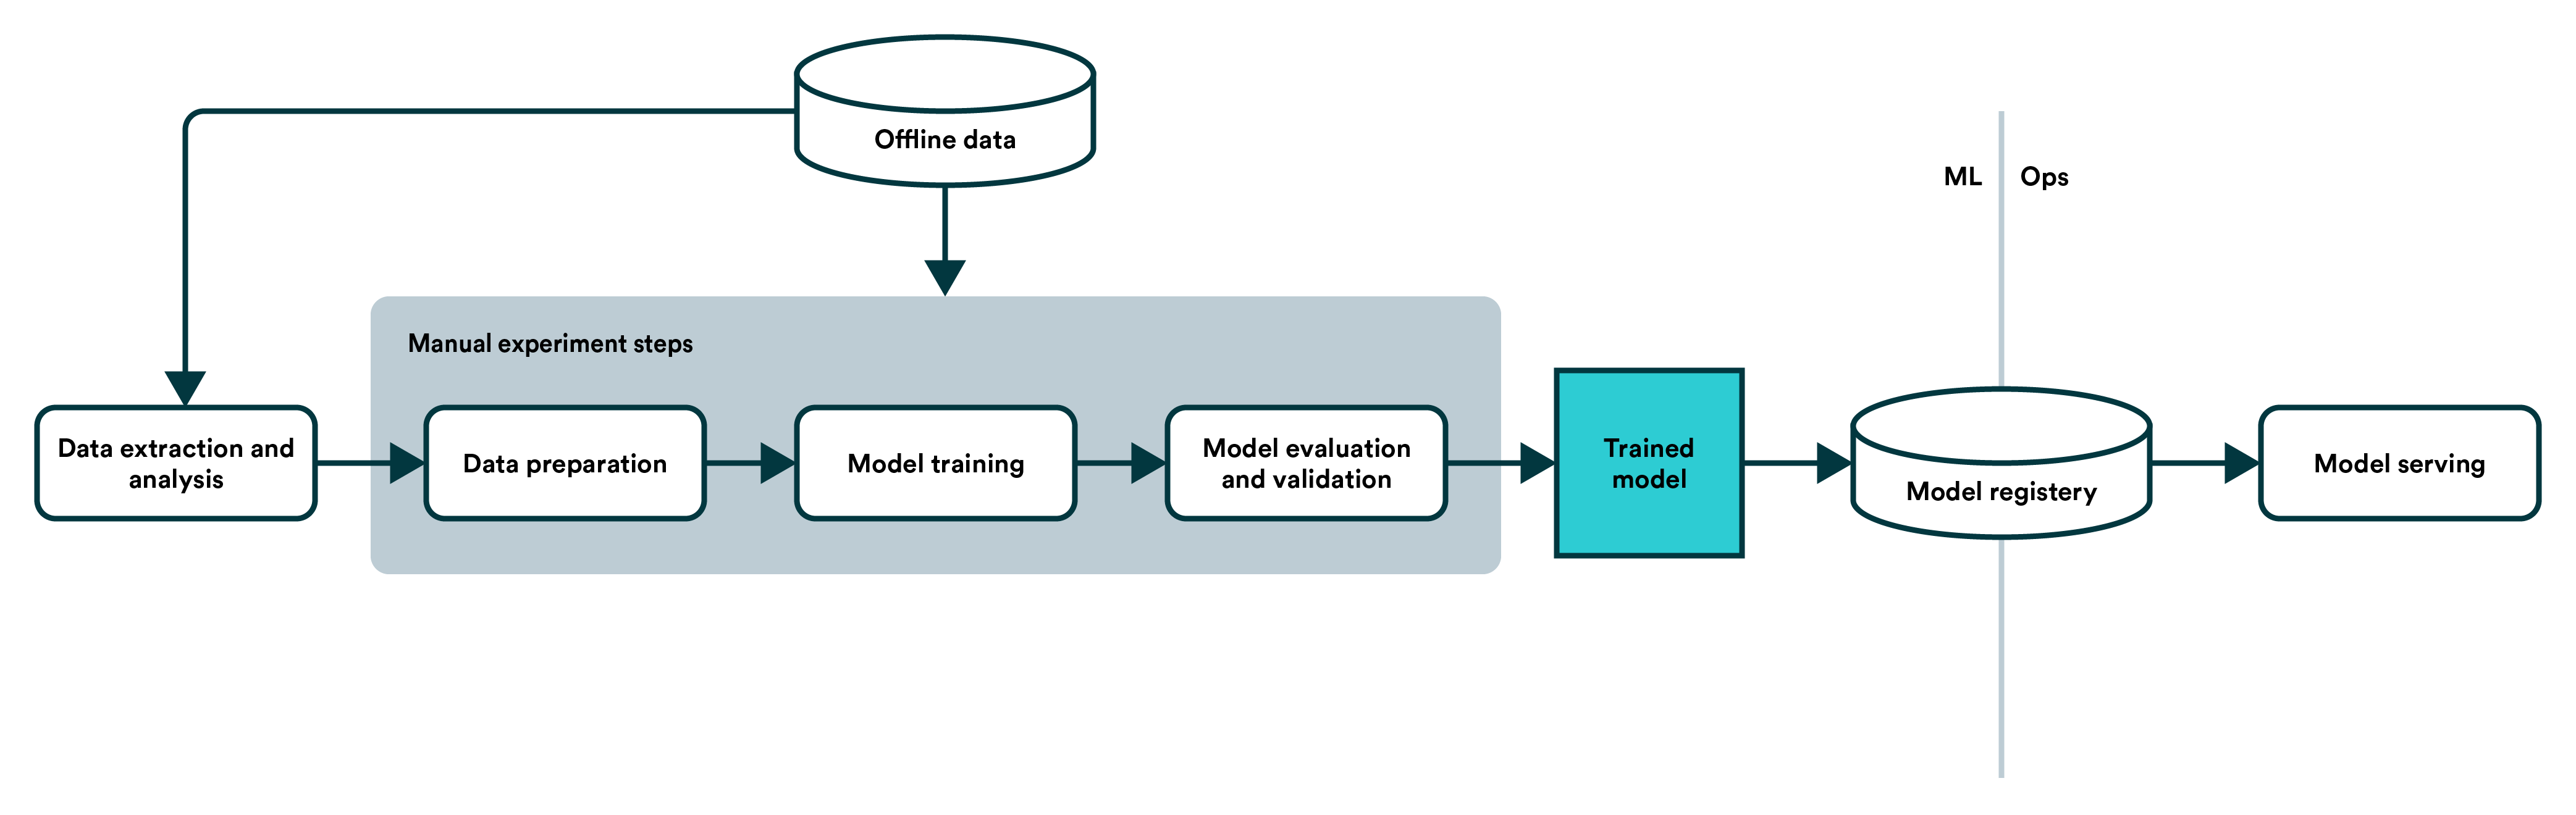 Offline data
ML
Ops
Manual experiment steps
Data extraction and
analysis
Data preparation
Model training
Model evaluation
and validation
Trained
model
Model registery
Model serving